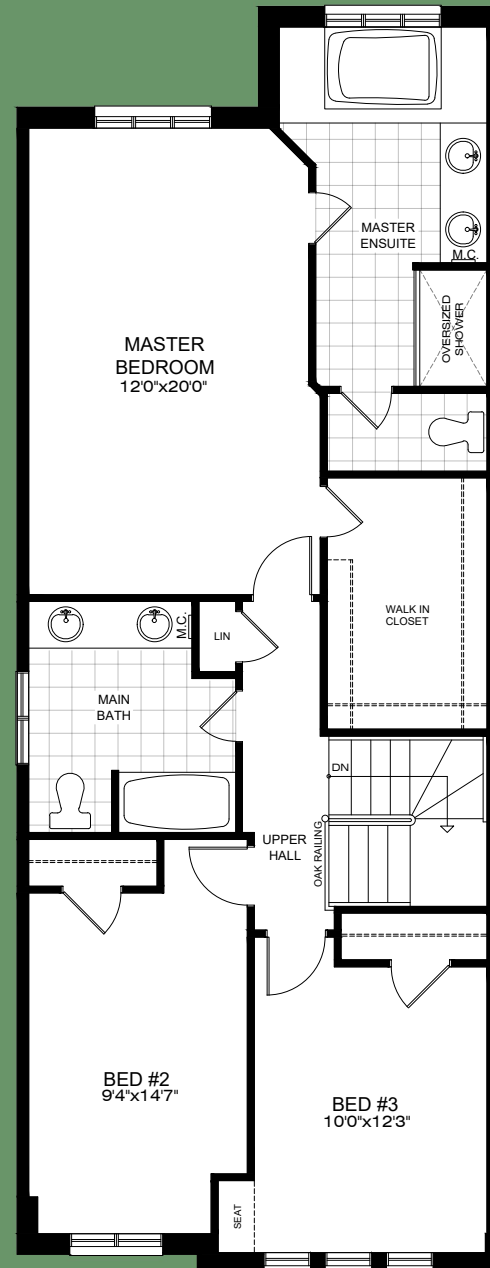 MASTER
ENSUITE
M.C.
OVERSIZED
SHOWER
MASTER
BEDROOM
12'0"x20'0"
WALK IN
CLOSET
M.C.
LIN
MAIN
BATH
DN
UPPER
HALL
OAK RAILING
BED #2
9'4"x14'7"
BED #3
10'0"x12'3"
SEAT